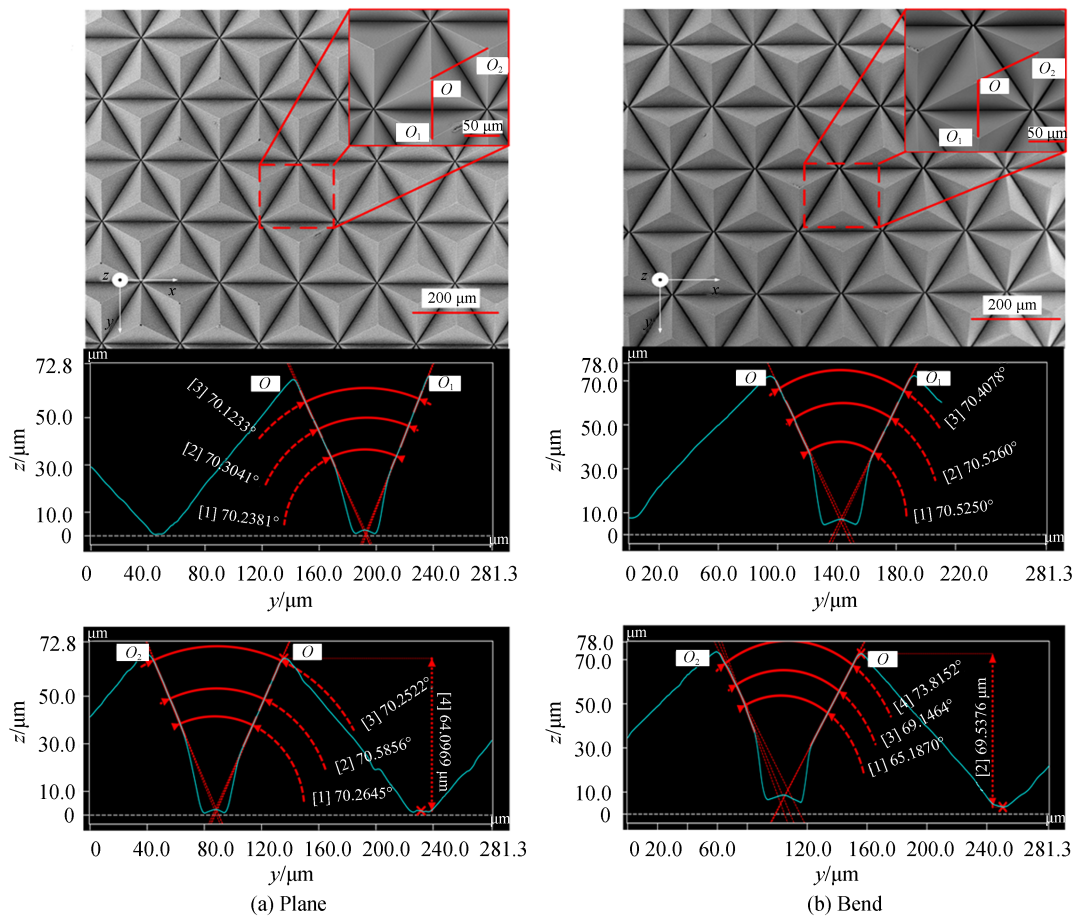 O2
O
O1
50 μm
z
x
y
200 μm
O2
O
O1
50 μm
z
x
y
200 μm
μm
72.8
50.0
30.0
10.0
0
z/μm
O
O1
[3] 70.1233°
[2] 70.3041°
[1] 70.2381°
μm
0 40.0 80.0 120.0 160.0 200.0 240.0 281.3
y/μm
μm
78.0
70.0
50.0
30.0
10.0
0
z/μm
O
O1
[3] 70.4078°
[2] 70.5260°
[1] 70.5250°
0 20.0 60.0 100.0 140.0 180.0 220.0 281.3
y/μm
μm
72.8
50.0
30.0
10.0
0
z/μm
O2
O
[3] 70.2522°
[2] 70.5856°
[1] 70.2645°
[4] 64.0969 μm
μm
0 40.0 80.0 120.0 160.0 200.0 240.0 281.3
y/μm
(a) Plane
μm
78.0
70.0
50.0
30.0
10.0
0
z/μm
O2
O
[4] 73.8152°
[3] 69.1464°
[1] 65.1870°
[2] 69.5376 μm
μm
0 20.0 60.0 120.0 160.0 200.0 240.0 281.3
y/μm
(b) Bend